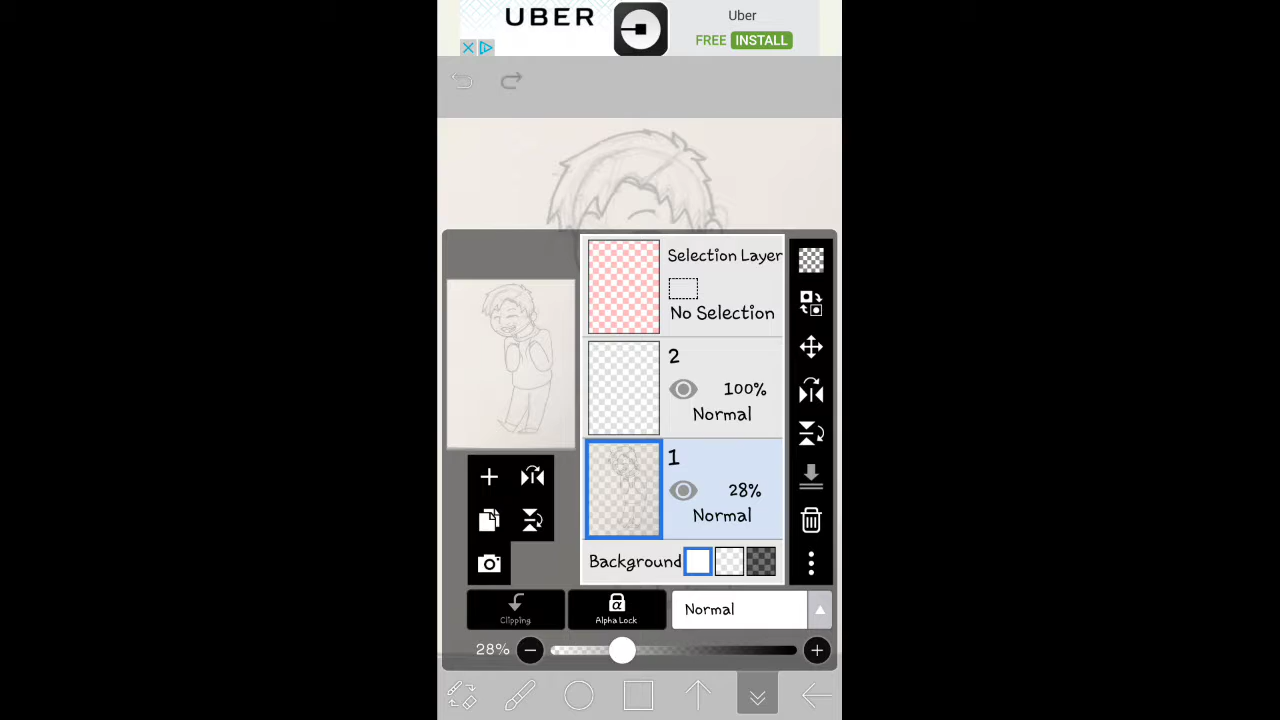 UBER
Uber
FREE INSTALL
Selection Layer
No Selection
2
100%
Normal
1
28%
Normal
Background
Clipping
α
Alpha Lock
Normal
28%